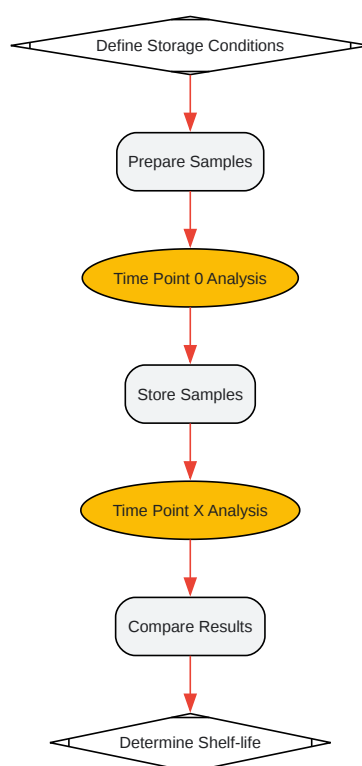 Define Storage Conditions
Prepare Samples
Time Point 0 Analysis
Store Samples
Time Point X Analysis
Compare Results
Determine Shelf-life